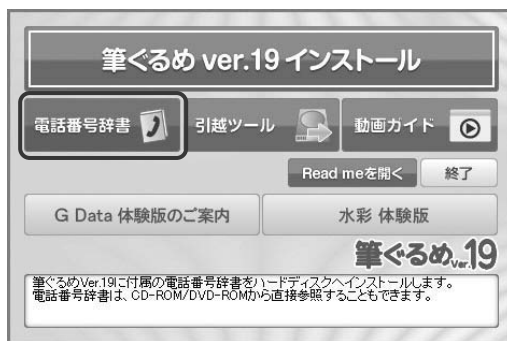 筆ぐるめ ver.19 インストール
電話番号辞書 引越ツール 動画ガイド
Read meを開く 終了
G Data 体験版のご案内 水彩 体験版
筆ぐるめVer.19
筆ぐるめVer.19に付属の電話番号辞書をハードディスクへインストールします。
電話番号辞書は、CD-ROM/DVD-ROMから直接参照することもできます。